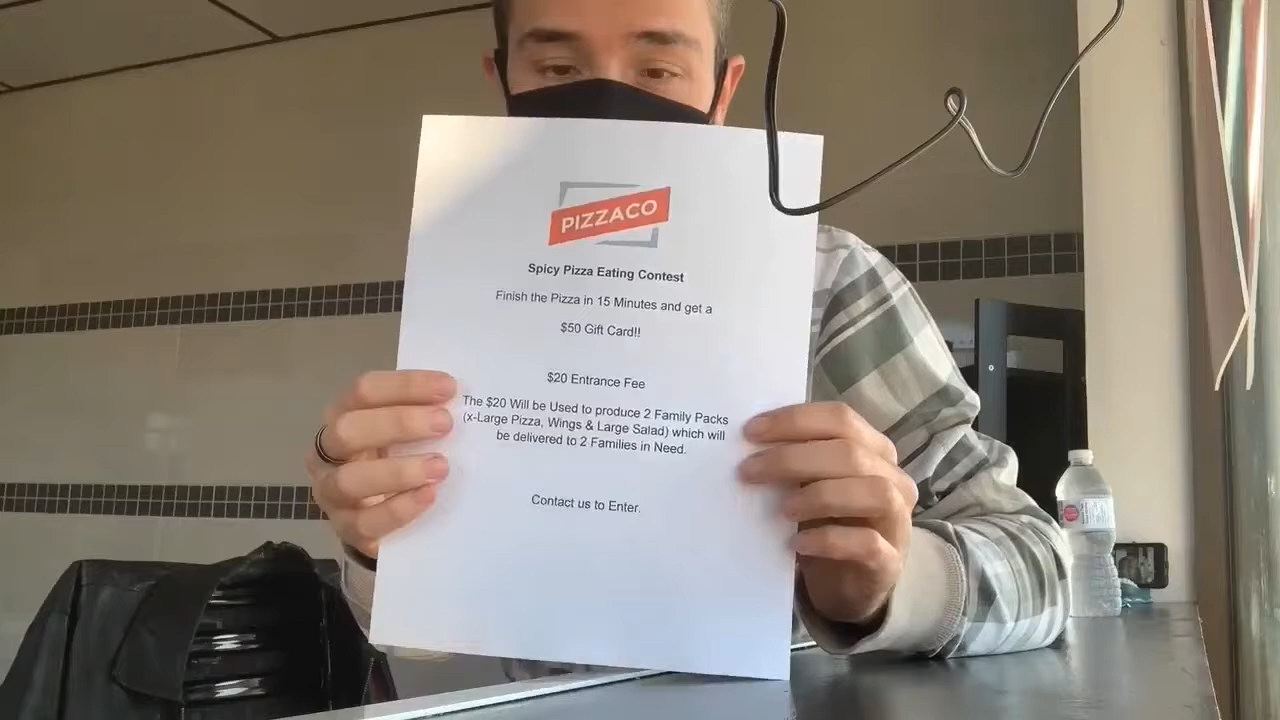 PIZZACO
Spicy Pizza Eating Contest
Finish the Pizza in 15 Minutes and get a
$50 Gift Card!!
$20 Entrance Fee
The $20 Will be Used to produce 2 Family Packs
(x-Large Pizza, Wings & Large Salad) which will
be delivered to 2 Families in Need.
Contact us to Enter.